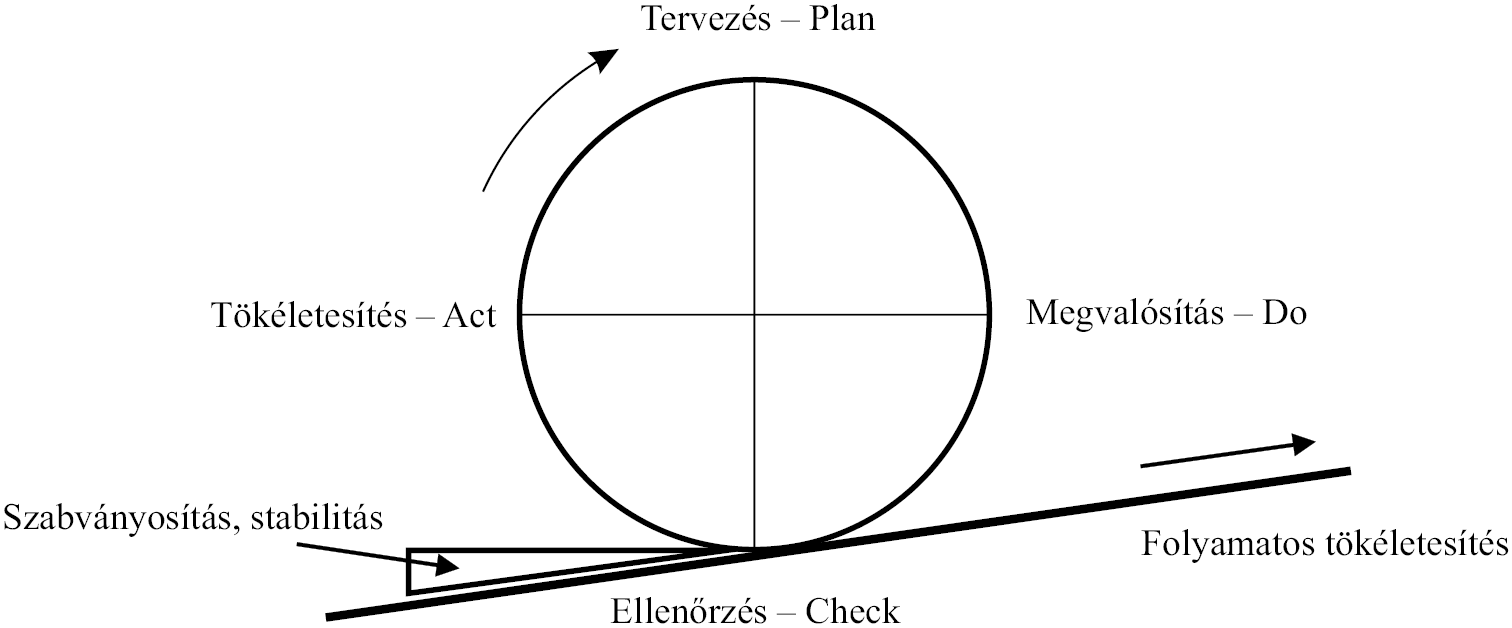 Tervezés – Plan
Tökéletesítés – Act
Megvalósítás – Do
Szabványosítás, stabilitás
Folyamatos tökéletesítés
Ellenőrzés – Check